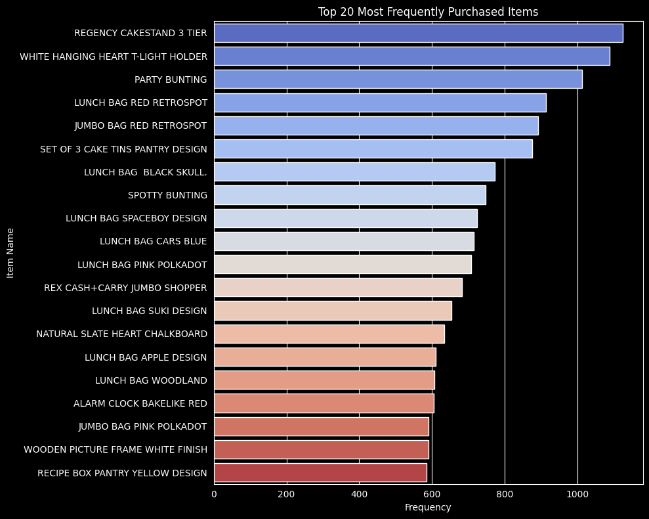 Top 20 Most Frequently Purchased Items
REGENCY CAKESTAND 3 TIER
WHITE HANGING HEART T-LIGHT HOLDER
PARTY BUNTING
LUNCH BAG RED RETROSPOT
JUMBO BAG RED RETROSPOT
SET OF 3 CAKE TINS PANTRY DESIGN
LUNCH BAG  BLACK SKULL.
SPOTTY BUNTING
LUNCH BAG SPACEBOY DESIGN
LUNCH BAG CARS BLUE
LUNCH BAG PINK POLKADOT
REX CASH+CARRY JUMBO SHOPPER
LUNCH BAG SUKI DESIGN
NATURAL SLATE HEART CHALKBOARD
LUNCH BAG APPLE DESIGN
LUNCH BAG WOODLAND
ALARM CLOCK BAKELIKE RED
JUMBO BAG PINK POLKADOT
WOODEN PICTURE FRAME WHITE FINISH
RECIPE BOX PANTRY YELLOW DESIGN
Item Name
0 200 400 600 800 1000
Frequency